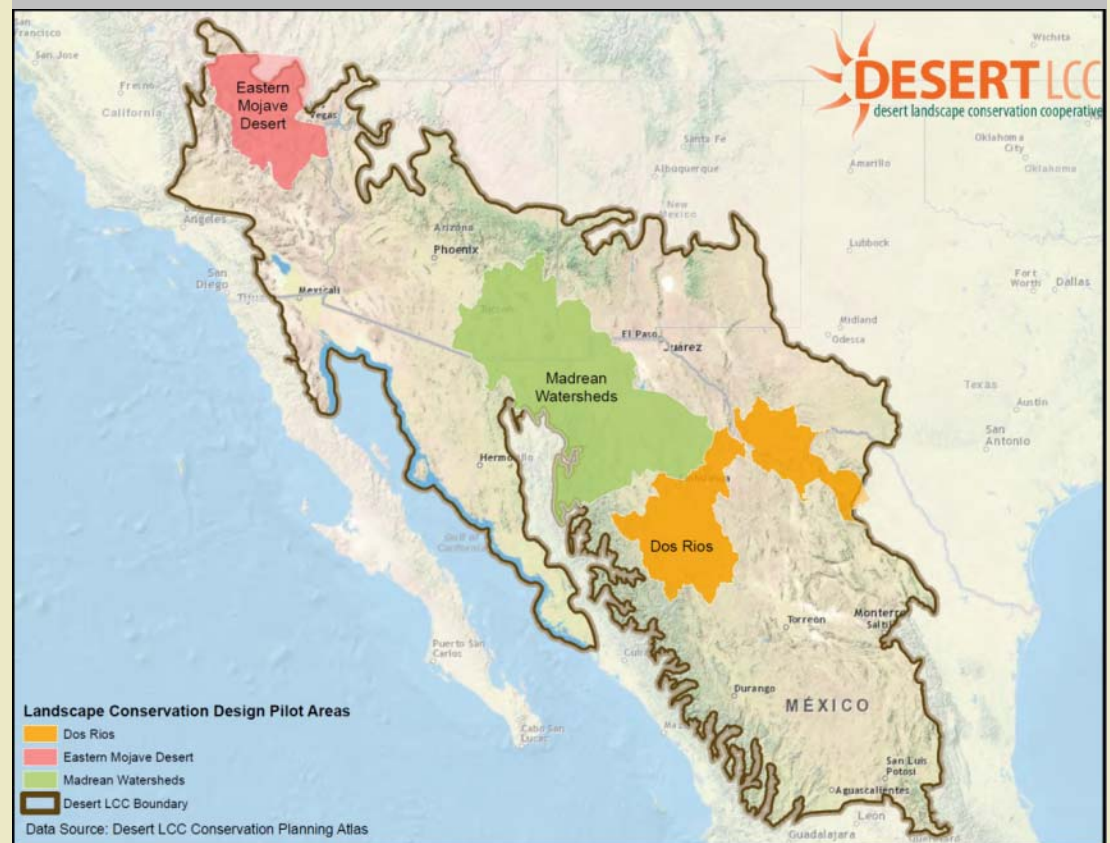 San
Francisco
San Jose
Fresno
California
Eastern
Mojave
Desert
Vegas
DESERT LCC
desert landscape conservation cooperative
Wichita
Santa Fe
Albuquerque
New
Mexico
Amarillo
Oklahoma
City
Oklahoma
Angeles
San
Diego
Mexicali
Arizona
Phoenix
Lubbock
Fort
Worth
Dallas
Midland
Odessa
El Paso
Juárez
Madrean
Watersheds
Texas
Austin
San
Antonio
Gulf of
California
Dos Rios
Torreon
Puerto San
Carlos
Durango
MÉXICO
Cabo San
Lucas
San Luis
Potosi
Aguascalientes
Leon
Guadalajara
Landscape Conservation Design Pilot Areas
Dos Rios
Eastern Mojave Desert
Madrean Watersheds
Desert LCC Boundary
Data Source: Desert LCC Conservation Planning Atlas